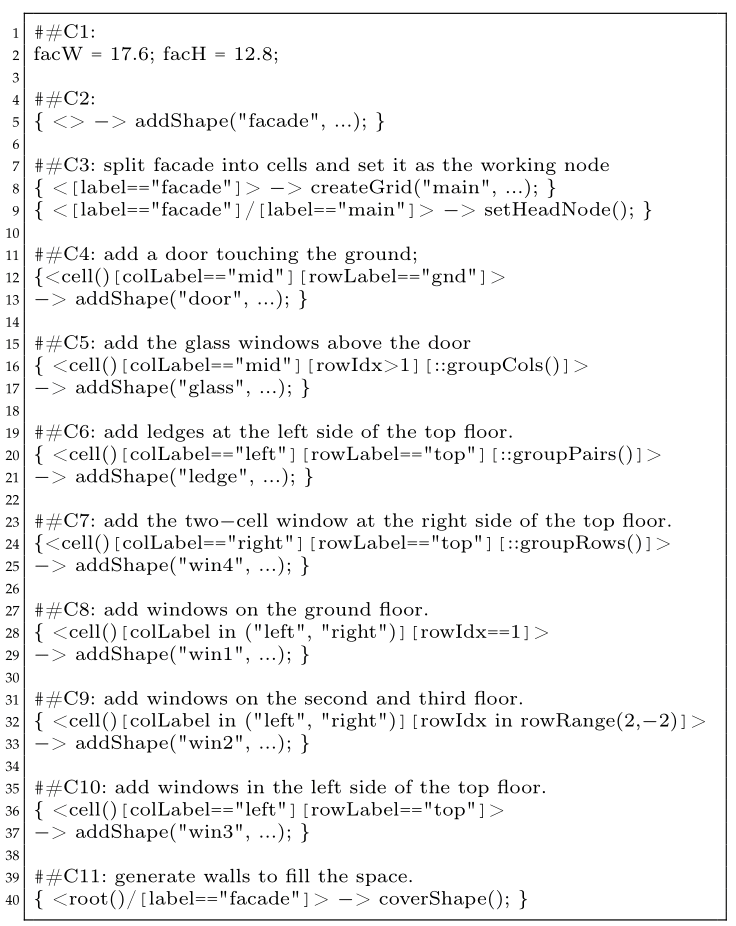 1 ##C1:
2 facW = 17.6; facH = 12.8;
3
4 ##C2:
5 { <> −> addShape("facade", ...); }
6
7 ##C3: split facade into cells and set it as the working node
8 { <[label=="facade"]> −> createGrid("main", ...); }
9 { <[label=="facade"]/[label=="main"]> −> setHeadNode(); }
10
11 ##C4: add a door touching the ground;
12 {<cell()[colLabel=="mid"][rowLabel=="gnd"]>
13 −> addShape("door", ...); }
14
15 ##C5: add the glass windows above the door
16 { <cell()[colLabel=="mid"][rowIdx>1][::groupCols()]>
17 −> addShape("glass", ...); }
18
19 ##C6: add ledges at the left side of the top floor.
20 { <cell()[colLabel=="left"][rowLabel=="top"][::groupPairs()]>
21 −> addShape("ledge", ...); }
22
23 ##C7: add the two−cell window at the right side of the top floor.
24 {<cell()[colLabel=="right"][rowLabel=="top"][::groupRows()]>
25 −> addShape("win4", ...); }
26
27 ##C8: add windows on the ground floor.
28 { <cell()[colLabel in ("left", "right")][rowIdx==1]>
29 −> addShape("win1", ...); }
30
31 ##C9: add windows on the second and third floor.
32 { <cell()[colLabel in ("left", "right")][rowIdx in rowRange(2,−2)]>
33 −> addShape("win2", ...); }
34
35 ##C10: add windows in the left side of the top floor.
36 { <cell()[colLabel=="left"][rowLabel=="top"]>
37 −> addShape("win3", ...); }
38
39 ##C11: generate walls to fill the space.
40 { <root()/[label=="facade"]> −> coverShape(); }